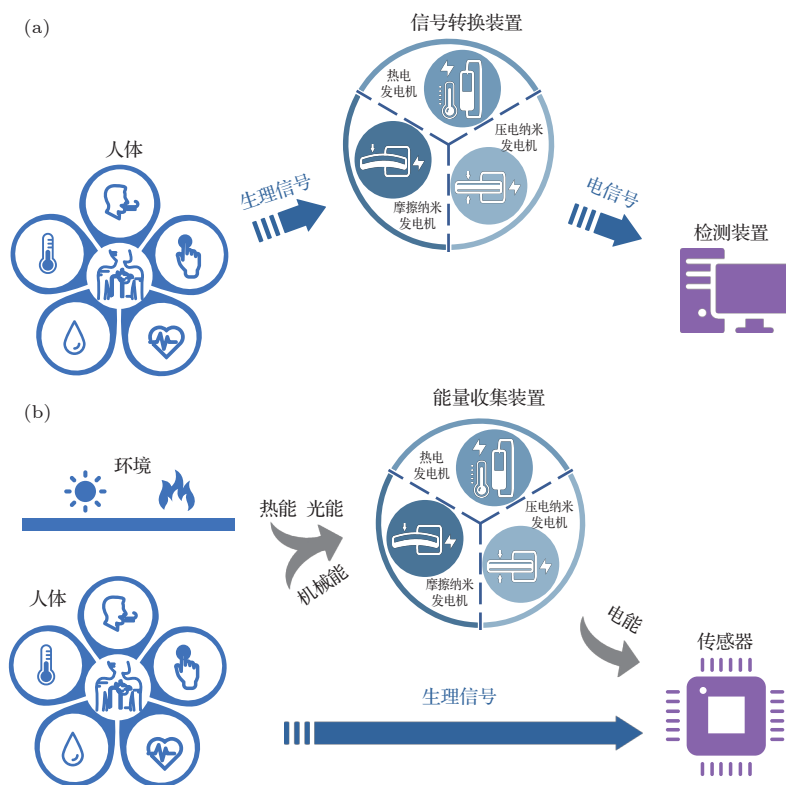 (a)
信号转换装置
热电
发电机
压电纳米
发电机
摩擦纳米
发电机
人体
生理信号
电信号
检测装置
(b)
能量收集装置
环境
热电
发电机
热能 光能
压电纳米
发电机
机械能
摩擦纳米
发电机
人体
电能
传感器
生理信号